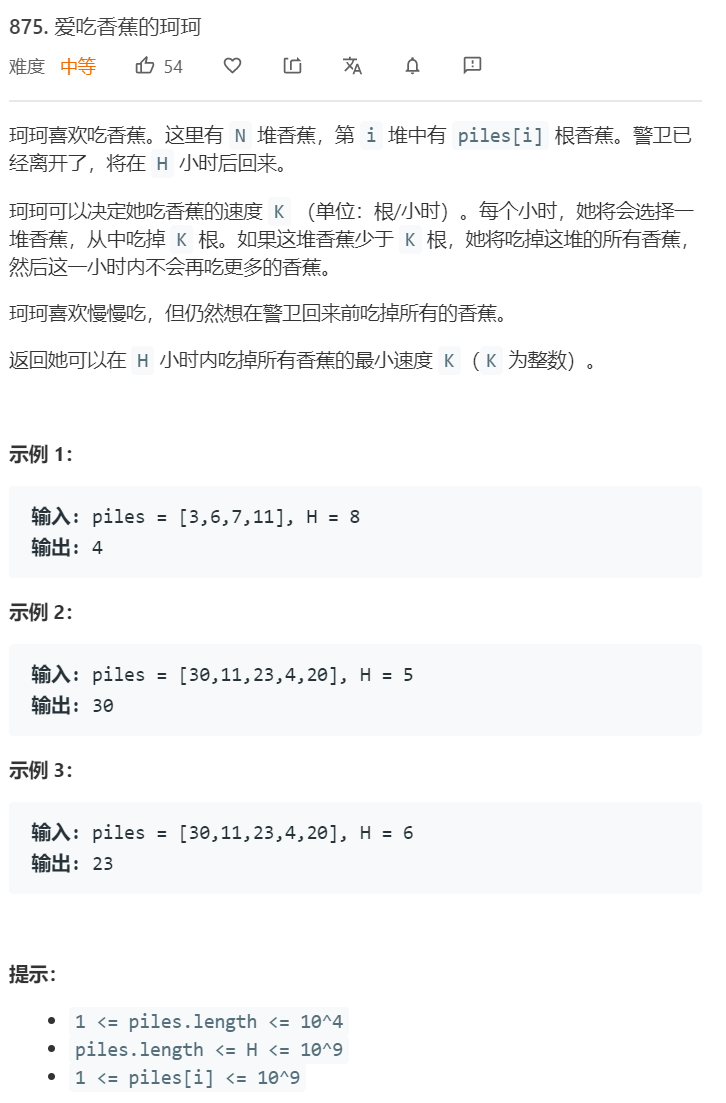 875. 爱吃香蕉的珂珂
难度 中等 54
珂珂喜欢吃香蕉。这里有 N 堆香蕉，第 i 堆中有 piles[i] 根香蕉。警卫已
经离开了，将在 H 小时后回来。
珂珂可以决定她吃香蕉的速度 K （单位：根/小时）。每个小时，她将会选择一
堆香蕉，从中吃掉 K 根。如果这堆香蕉少于 K 根，她将吃掉这堆的所有香蕉，
然后这一小时内不会再吃更多的香蕉。
珂珂喜欢慢慢吃，但仍然想在警卫回来前吃掉所有的香蕉。
返回她可以在 H 小时内吃掉所有香蕉的最小速度 K（K 为整数）。
示例 1：
输入: piles = [3,6,7,11], H = 8
输出: 4
示例 2：
输入: piles = [30,11,23,4,20], H = 5
输出: 30
示例 3：
输入: piles = [30,11,23,4,20], H = 6
输出: 23
提示：
• 1 <= piles.length <= 10^4
• piles.length <= H <= 10^9
• 1 <= piles[i] <= 10^9